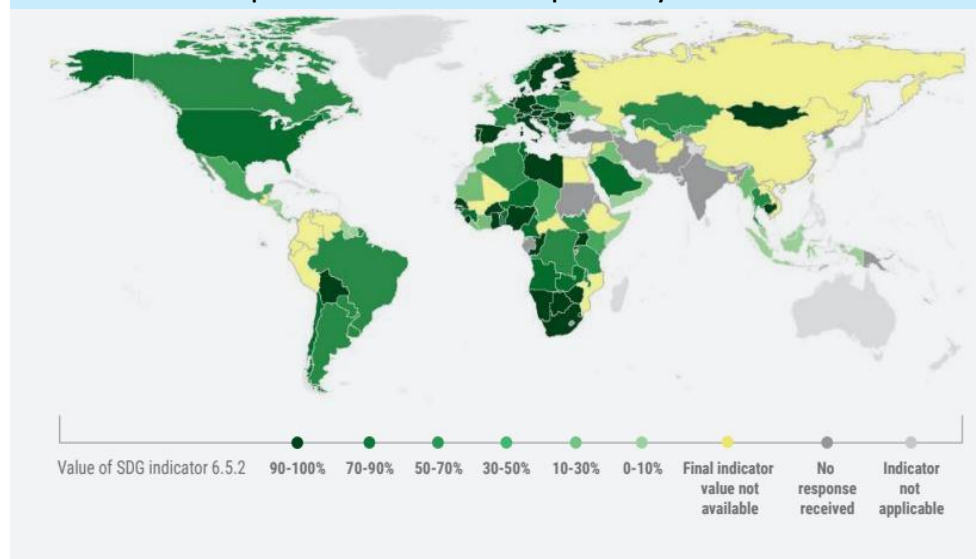 Value of SDG indicator 6.5.2
90-100%
70-90%
50-70%
30-50%
10-30%
0-10%
Final indicator
value not
available
No
response
received
Indicator
not
applicable